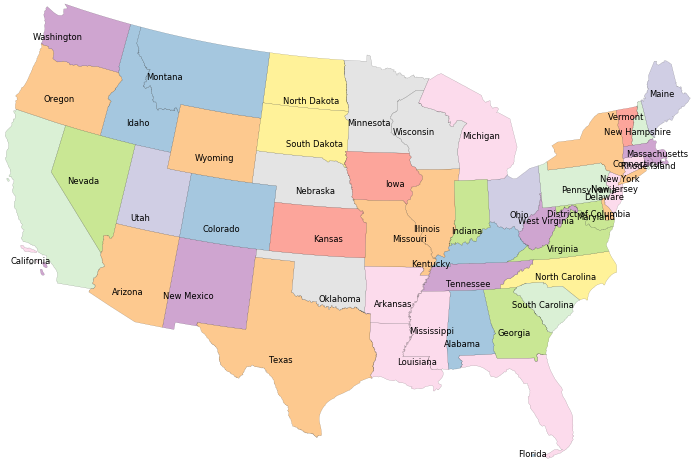 Washington
Montana
Oregon
Idaho
North Dakota
Minnesota
Wisconsin
Michigan
Maine
Vermont
New Hampshire
Massachusetts
Connecticut
Rhode Island
New York
New Jersey
Pennsylvania
Delaware
South Dakota
Wyoming
Nevada
Utah
Nebraska
Iowa
Colorado
Kansas
Missouri
Illinois
Indiana
Ohio
West Virginia
District of Columbia
Maryland
Virginia
Kentucky
California
Arizona
New Mexico
Oklahoma
Arkansas
Tennessee
North Carolina
South Carolina
Texas
Louisiana
Mississippi
Alabama
Georgia
Florida